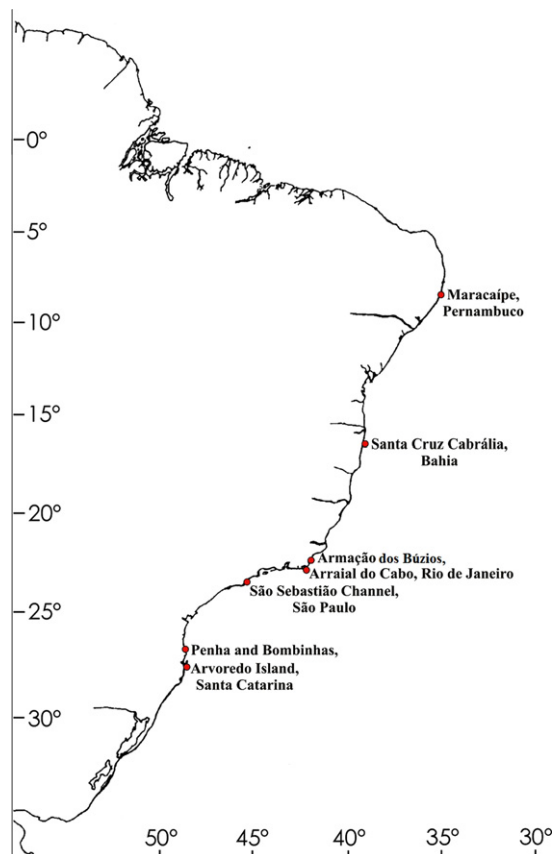 0°
5°
Maracaípe,
Pernambuco
10°
15°
Santa Cruz Cabrália,
Bahia
20°
Armação dos Búzios,
Arraial do Cabo, Rio de Janeiro
São Sebastião Channel,
São Paulo
25°
Penha and Bombinhas,
Arvoredo Island,
Santa Catarina
30°
50° 45° 40° 35° 30°